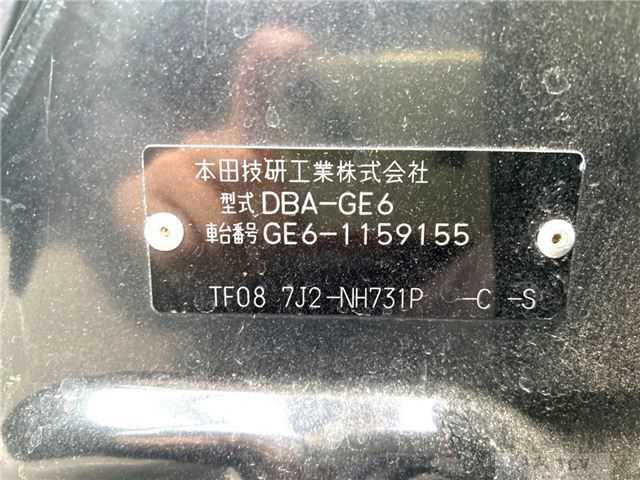 本田技研工業株式会社
型式 DBA-GE6
車台番号 GE6-1159155
TF08 7J2-NH731P -C -S